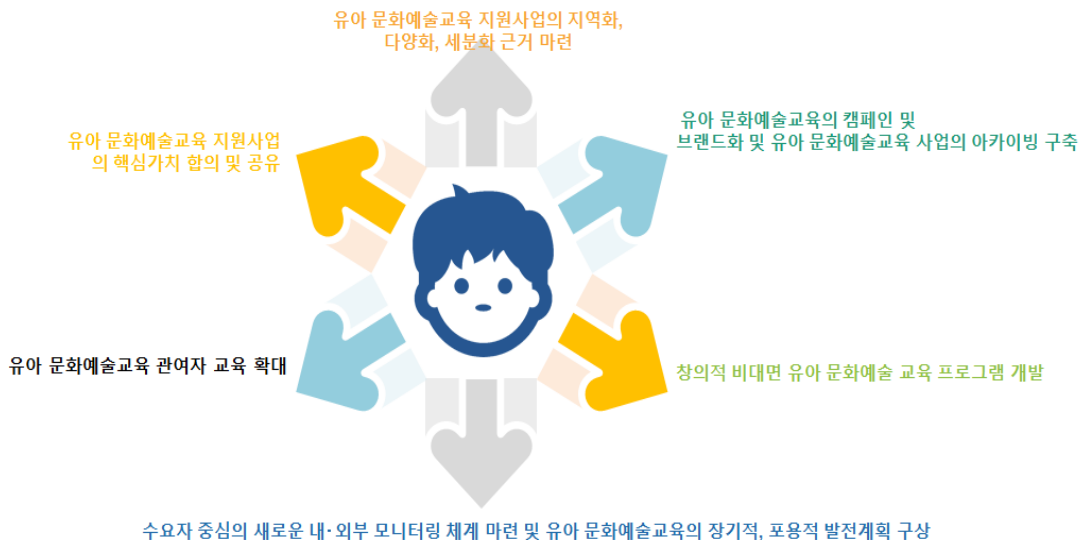 유아 문화예술교육 지원사업의 지역화,
다양화, 세분화 근거 마련
유아 문화예술교육의 캠페인 및
브랜드화 및 유아 문화예술교육 사업의 아카이빙 구축
유아 문화예술교육 지원사업
의 핵심가치 합의 및 공유
유아 문화예술교육 관여자 교육 확대
창의적 비대면 유아 문화예술 교육 프로그램 개발
수요자 중심의 새로운 내·외부 모니터링 체계 마련 및 유아 문화예술교육의 장기적, 포용적 발전계획 구상